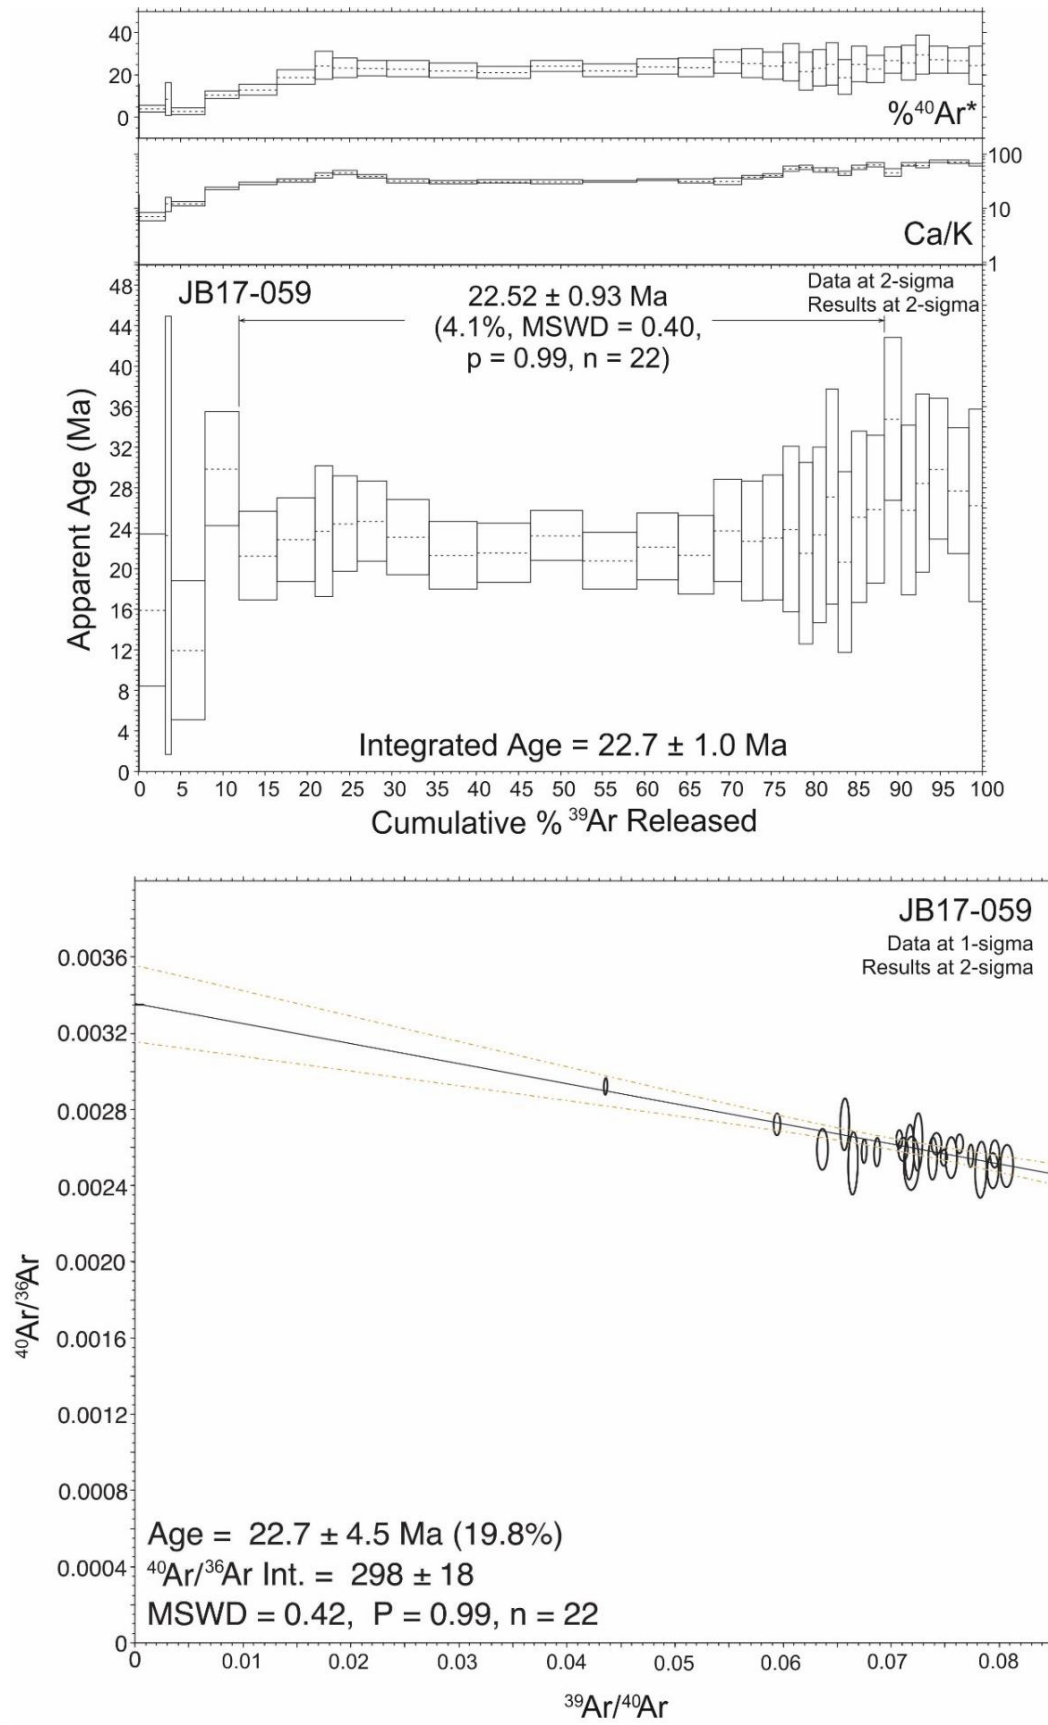 40
20
0
%⁴⁰Ar*
100
10
1
Ca/K
JB17-059
22.52 ± 0.93 Ma
(4.1%, MSWD = 0.40,
p = 0.99, n = 22)
Data at 2-sigma
Results at 2-sigma
48
44
40
36
32
28
24
20
16
12
8
4
0
Apparent Age (Ma)
Integrated Age = 22.7 ± 1.0 Ma
0 5 10 15 20 25 30 35 40 45 50 55 60 65 70 75 80 85 90 95 100
Cumulative % ³⁹Ar Released
JB17-059
Data at 1-sigma
Results at 2-sigma
0.0036
0.0032
0.0028
0.0024
0.0020
0.0016
0.0012
0.0008
0.0004
0
⁴⁰Ar/³⁶Ar
Age = 22.7 ± 4.5 Ma (19.8%)
⁴⁰Ar/³⁶Ar Int. = 298 ± 18
MSWD = 0.42, P = 0.99, n = 22
0 0.01 0.02 0.03 0.04 0.05 0.06 0.07 0.08
³⁹Ar/⁴⁰Ar